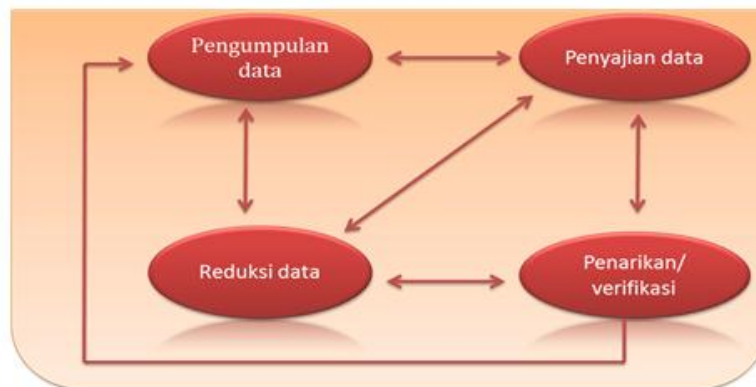 Pengumpulan
data
Penyajian data
Reduksi data
Penarikan/
verifikasi